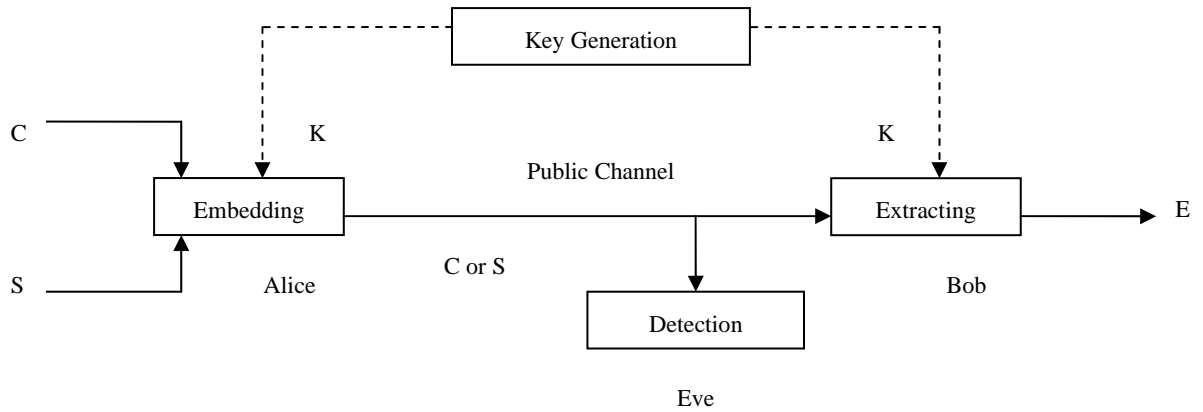 Key Generation
C
K
K
Public Channel
Embedding
Extracting
E
C or S
S
Alice
Bob
Detection
Eve